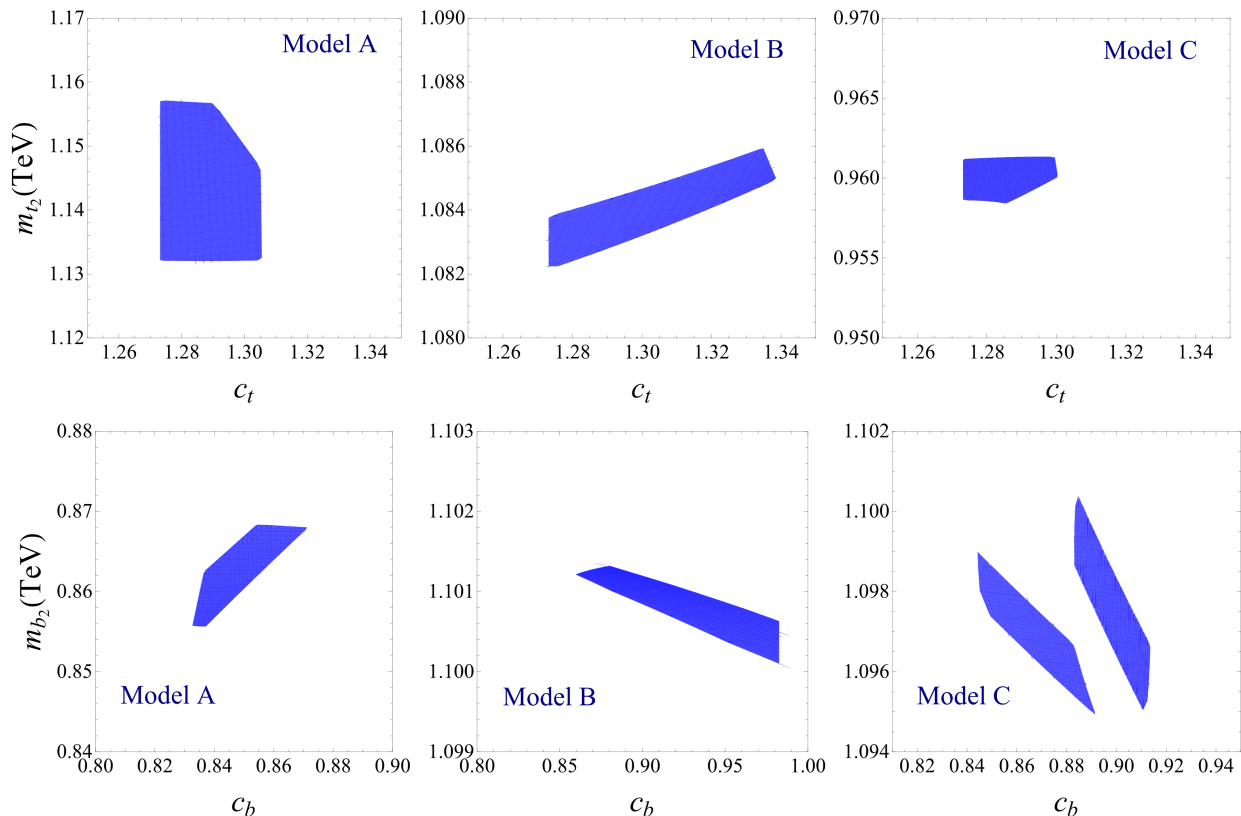 1.17
1.16
1.15
1.14
1.13
1.12
m_{t_2}(TeV)
Model A
1.26 1.28 1.30 1.32 1.34
c_t
1.090
1.088
1.086
1.084
1.082
1.080
Model B
1.26 1.28 1.30 1.32 1.34
c_t
0.970
0.965
0.960
0.955
0.950
Model C
1.26 1.28 1.30 1.32 1.34
c_t
0.88
0.87
0.86
0.85
0.84
m_{b_2}(TeV)
Model A
0.80 0.82 0.84 0.86 0.88 0.90
c_b
1.103
1.102
1.101
1.100
1.099
Model B
0.80 0.85 0.90 0.95 1.00
c_b
1.102
1.100
1.098
1.096
1.094
Model C
0.82 0.84 0.86 0.88 0.90 0.92 0.94
c_b